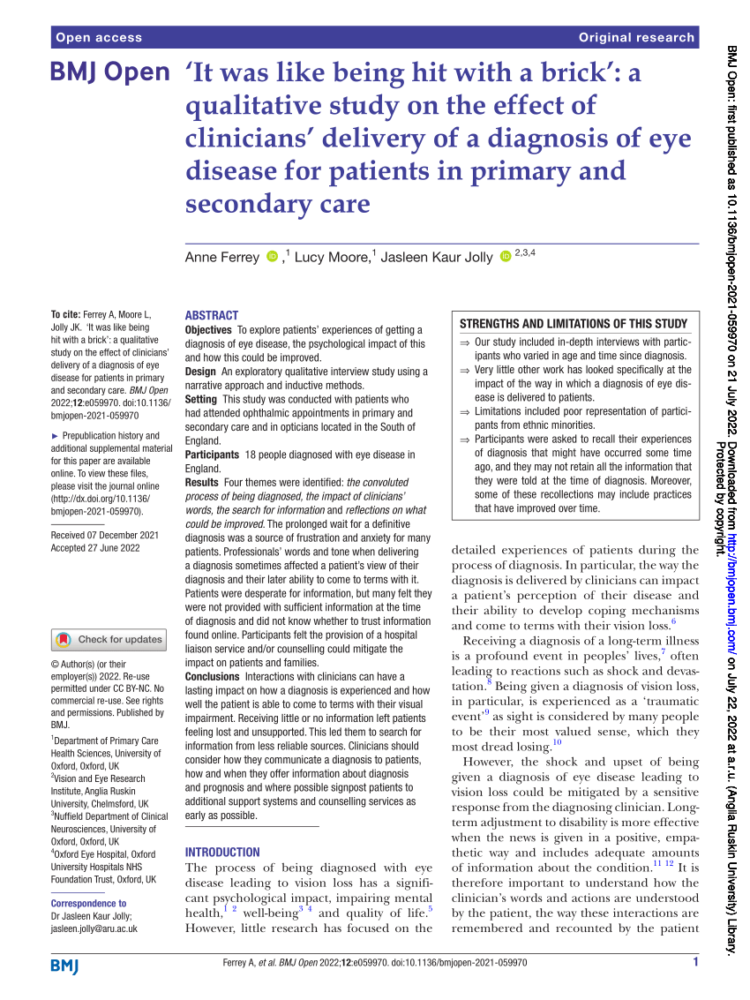 Open access
Original research
BMJ Open
‘It was like being hit with a brick’: a
qualitative study on the effect of
clinicians’ delivery of a diagnosis of eye
disease for patients in primary and
secondary care
Anne Ferrey iD ,1 Lucy Moore,1 Jasleen Kaur Jolly iD 2,3,4
To cite: Ferrey A, Moore L,
Jolly JK. ‘It was like being
hit with a brick’: a qualitative
study on the effect of clinicians’
delivery of a diagnosis of eye
disease for patients in primary
and secondary care. BMJ Open
2022;12:e059970. doi:10.1136/
bmjopen-2021-059970
► Prepublication history and
additional supplemental material
for this paper are available
online. To view these files,
please visit the journal online
(http://dx.doi.org/10.1136/
bmjopen-2021-059970).
Received 07 December 2021
Accepted 27 June 2022
Check for updates
© Author(s) (or their
employer(s)) 2022. Re-use
permitted under CC BY-NC. No
commercial re-use. See rights
and permissions. Published by
BMJ.
1Department of Primary Care
Health Sciences, University of
Oxford, Oxford, UK
2Vision and Eye Research
Institute, Anglia Ruskin
University, Chelmsford, UK
3Nuffield Department of Clinical
Neurosciences, University of
Oxford, Oxford, UK
4Oxford Eye Hospital, Oxford
University Hospitals NHS
Foundation Trust, Oxford, UK
Correspondence to
Dr Jasleen Kaur Jolly;
jasleen.jolly@aru.ac.uk
ABSTRACT
Objectives To explore patients’ experiences of getting a
diagnosis of eye disease, the psychological impact of this
and how this could be improved.
Design An exploratory qualitative interview study using a
narrative approach and inductive methods.
Setting This study was conducted with patients who
had attended ophthalmic appointments in primary and
secondary care and in opticians located in the South of
England.
Participants 18 people diagnosed with eye disease in
England.
Results Four themes were identified: the convoluted
process of being diagnosed, the impact of clinicians’
words, the search for information and reflections on what
could be improved. The prolonged wait for a definitive
diagnosis was a source of frustration and anxiety for many
patients. Professionals’ words and tone when delivering
a diagnosis sometimes affected a patient’s view of their
diagnosis and their later ability to come to terms with it.
Patients were desperate for information, but many felt they
were not provided with sufficient information at the time
of diagnosis and did not know whether to trust information
found online. Participants felt the provision of a hospital
liaison service and/or counselling could mitigate the
impact on patients and families.
Conclusions Interactions with clinicians can have a
lasting impact on how a diagnosis is experienced and how
well the patient is able to come to terms with their visual
impairment. Receiving little or no information left patients
feeling lost and unsupported. This led them to search for
information from less reliable sources. Clinicians should
consider how they communicate a diagnosis to patients,
how and when they offer information about diagnosis
and prognosis and where possible signpost patients to
additional support systems and counselling services as
early as possible.
INTRODUCTION
The process of being diagnosed with eye
disease leading to vision loss has a signifi-
cant psychological impact, impairing mental
health,1 2 well-being3 4 and quality of life.5
However, little research has focused on the
STRENGTHS AND LIMITATIONS OF THIS STUDY
⇒ Our study included in-depth interviews with partic-
ipants who varied in age and time since diagnosis.
⇒ Very little other work has looked specifically at the
impact of the way in which a diagnosis of eye dis-
ease is delivered to patients.
⇒ Limitations included poor representation of partici-
pants from ethnic minorities.
⇒ Participants were asked to recall their experiences
of diagnosis that might have occurred some time
ago, and they may not retain all the information that
they were told at the time of diagnosis. Moreover,
some of these recollections may include practices
that have improved over time.
detailed experiences of patients during the
process of diagnosis. In particular, the way the
diagnosis is delivered by clinicians can impact
a patient’s perception of their disease and
their ability to develop coping mechanisms
and come to terms with their vision loss.6
Receiving a diagnosis of a long-term illness
is a profound event in peoples’ lives,7 often
leading to reactions such as shock and devas-
tation.8 Being given a diagnosis of vision loss,
in particular, is experienced as a ‘traumatic
event’9 as sight is considered by many people
to be their most valued sense, which they
most dread losing.10
However, the shock and upset of being
given a diagnosis of eye disease leading to
vision loss could be mitigated by a sensitive
response from the diagnosing clinician. Long-
term adjustment to disability is more effective
when the news is given in a positive, empa-
thetic way and includes adequate amounts
of information about the condition.11 12 It is
therefore important to understand how the
clinician’s words and actions are understood
by the patient, the way these interactions are
remembered and recounted by the patient
BMJ
Ferrey A, et al. BMJ Open 2022;12:e059970. doi:10.1136/bmjopen-2021-059970
1
BMJ Open: first published as 10.1136/bmjopen-2021-059970 on 21 July 2022. Downloaded from http://bmjopen.bmj.com/ on July 22, 2022 at a.r.u. (Anglia Ruskin University) Library.
Protected by copyright.